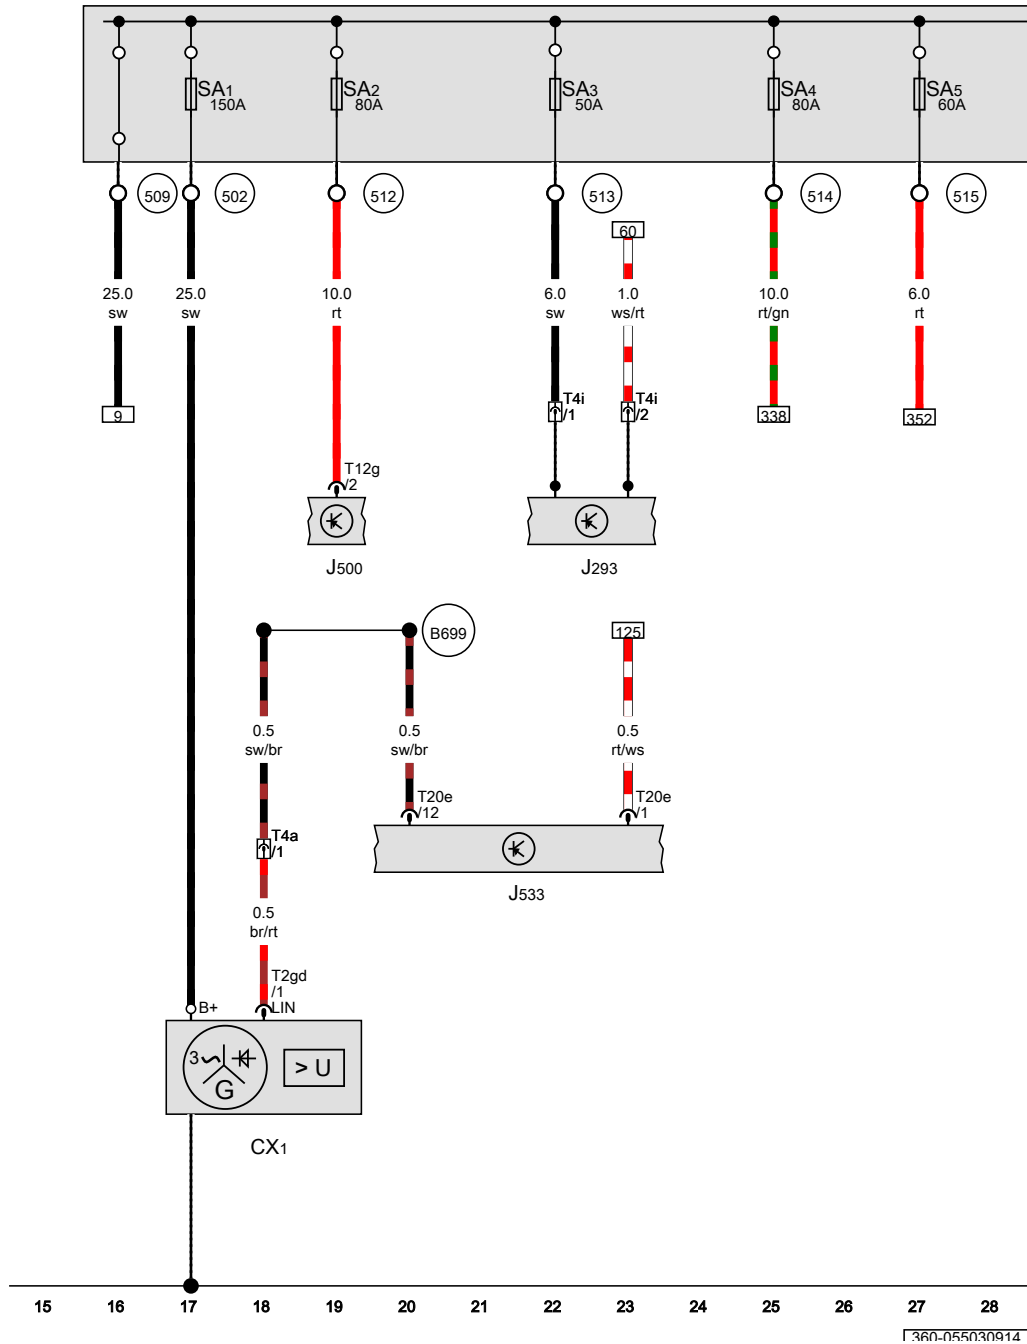 SA1 SA2 SA3 SA4 SA5
150A 80A 50A 80A 60A
509 502 512 513 514 515
60
25.0 25.0 10.0 6.0 1.0 10.0 6.0
sw sw rt sw ws/rt rt/gn rt
T4i T4i
/1 /2
9 338 352
T12g
/2
J500 J293
B699 125
0.5 0.5 0.5
sw/br sw/br rt/ws
T20e T20e
/12 /1
T4a
/1
J533
0.5
br/rt
T2gd
/1
B+ LIN
3
> U
G
CX1
15 16 17 18 19 20 21 22 23 24 25 26 27 28
360-055030914